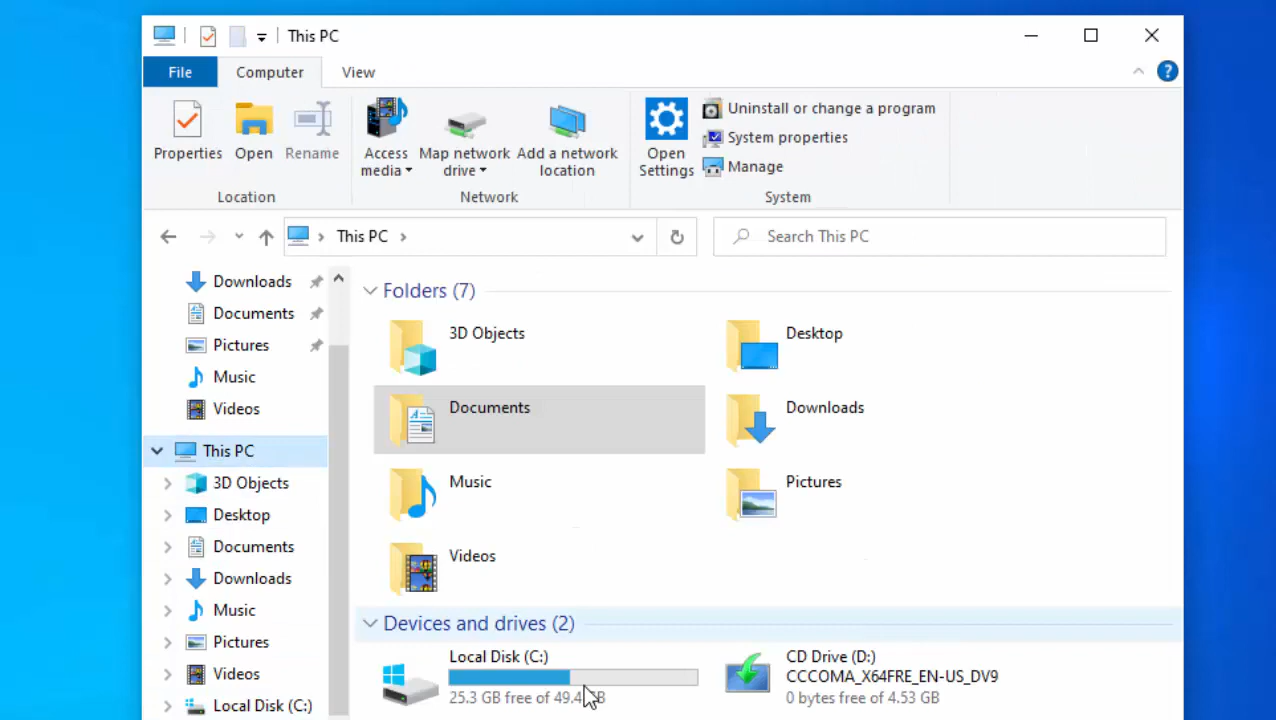 This PC
File Computer View
Uninstall or change a program
System properties
Manage
Properties Open Rename Access media Map network drive Add a network location Open Settings
Location Network System
This PC
Search This PC
Downloads
Documents
Pictures
Music
Videos
This PC
3D Objects
Desktop
Documents
Downloads
Music
Pictures
Videos
Local Disk (C:)
Folders (7)
3D Objects
Desktop
Documents
Downloads
Music
Pictures
Videos
Devices and drives (2)
Local Disk (C:)
25.3 GB free of
CD Drive (D:)
CCCOMA_X64FRE_EN-US_DV9
0 bytes free of 4.53 GB